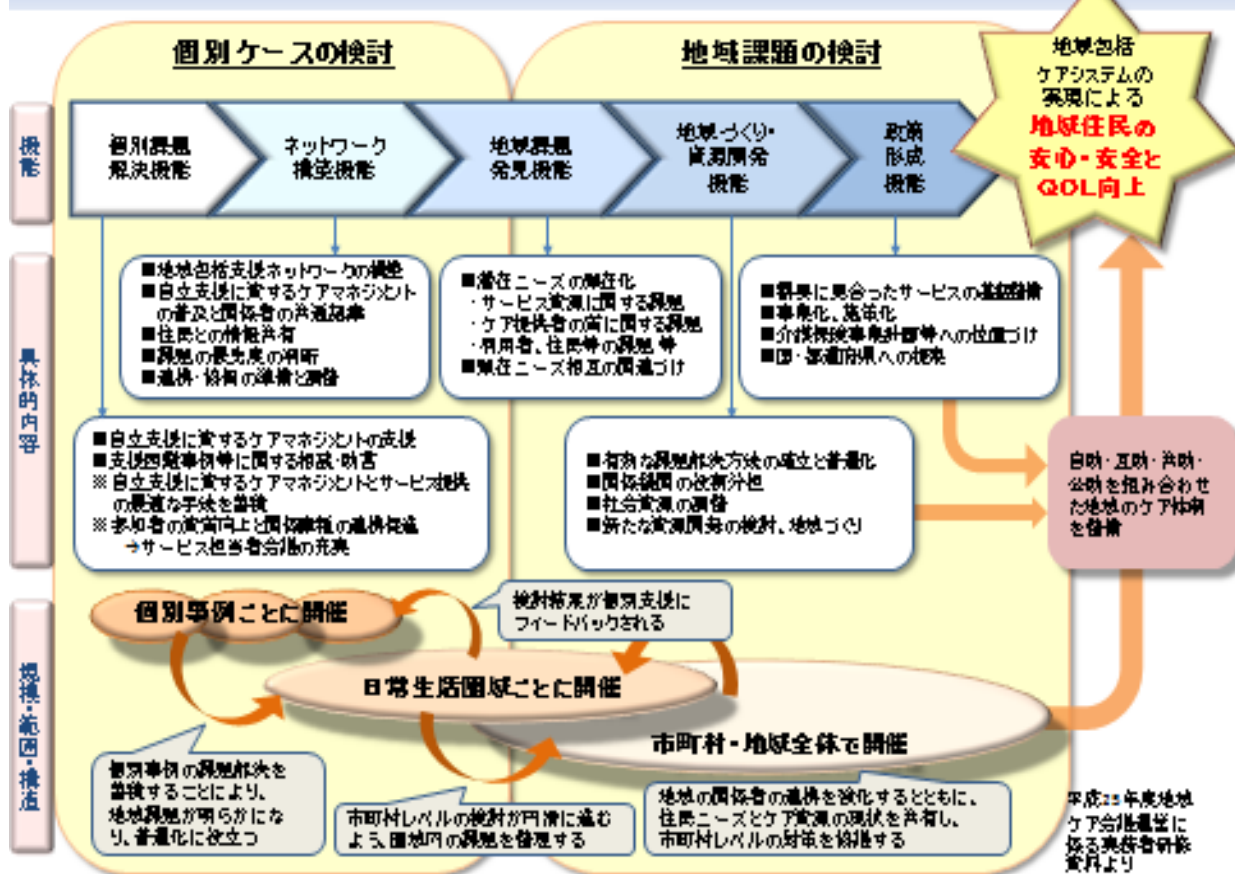 個別ケースの検討
地域課題の検討
地域包括
ケアシステムの
実現による
地域住民の
安心・安全と
QOL向上
機能
個別課題
解決機能
ネットワーク
構築機能
地域課題
発見機能
地域づくり・
資源開発
機能
政策
形成
機能
具体的内容
■地域包括支援ネットワークの構築
■自立支援に資するケアマネジメント
の普及と関係者の共通認識
■住民との情報共有
■課題の優先度の判断
■連携・協働の準備と調整
■潜在ニーズの顕在化
・サービス資源に関する課題
・ケア提供者の質に関する課題
・利用者、住民等の課題 等
■顕在ニーズ相互の関連づけ
■需要に見合ったサービスの基盤整備
■事業化、施策化
■介護保険事業計画等への位置づけ
■国・都道府県への提案
■自立支援に資するケアマネジメントの支援
■支援困難事例等に関する相談・助言
※自立支援に資するケアマネジメントとサービス提供
の最適な手法を蓄積
※参加者の資質向上と関係職種の連携促進
→サービス担当者会議の充実
■有効な課題解決方法の確立と普遍化
■関係機関の役割分担
■社会資源の調整
■新たな資源開発の検討、地域づくり
自助・互助・共助・
公助を組み合わせ
た地域のケア体制
を整備
規模・範囲・構造
個別事例ごとに開催
検討結果が個別支援に
フィードバックされる
日常生活圏域ごとに開催
市町村・地域全体で開催
個別事例の課題解決を
蓄積することにより、
地域課題が明らかにな
り、普遍化に役立つ
市町村レベルの検討が円滑に進む
よう、圏域内の課題を整理する
地域の関係者の連携を強化するとともに、
住民ニーズとケア資源の現状を共有し、
市町村レベルの対策を協議する
平成25年度地域
ケア会議運営に
係る実務者研修
資料より